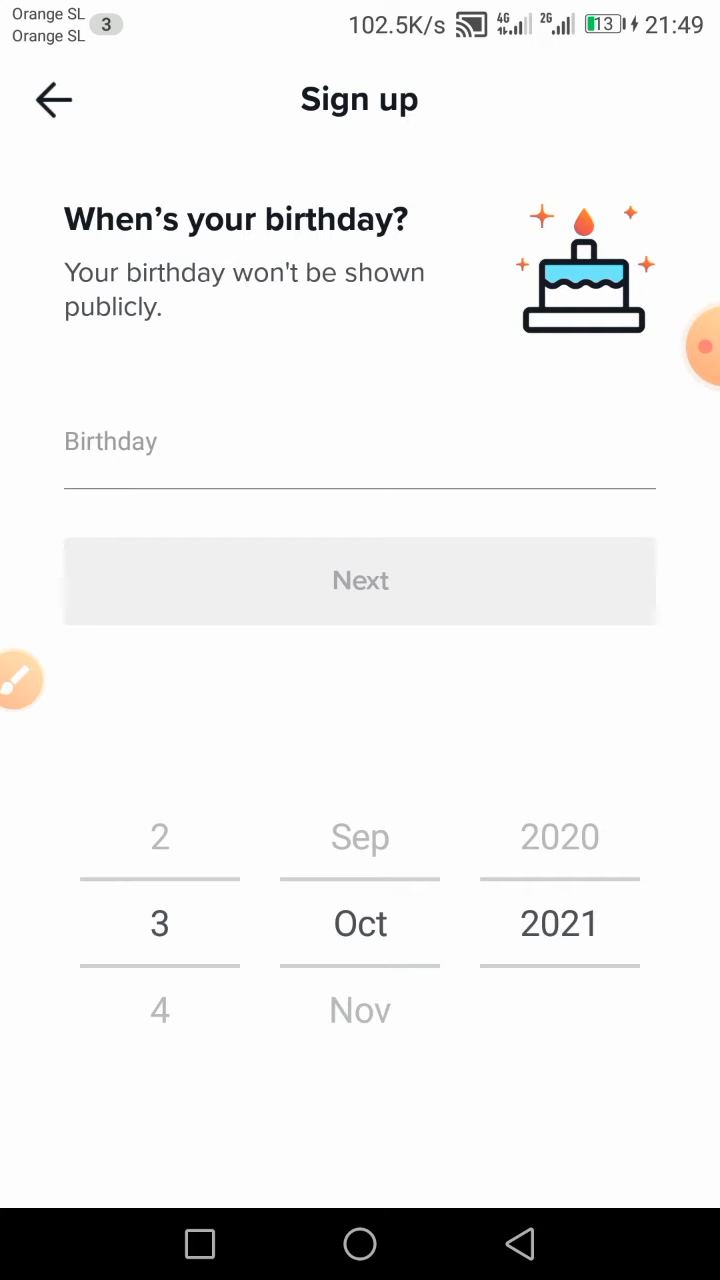 Orange SL
Orange SL
3
102.5K/s 4G 2G 13 21:49
Sign up
When’s your birthday?
Your birthday won't be shown
publicly.
Birthday
Next
2 Sep 2020
3 Oct 2021
4 Nov